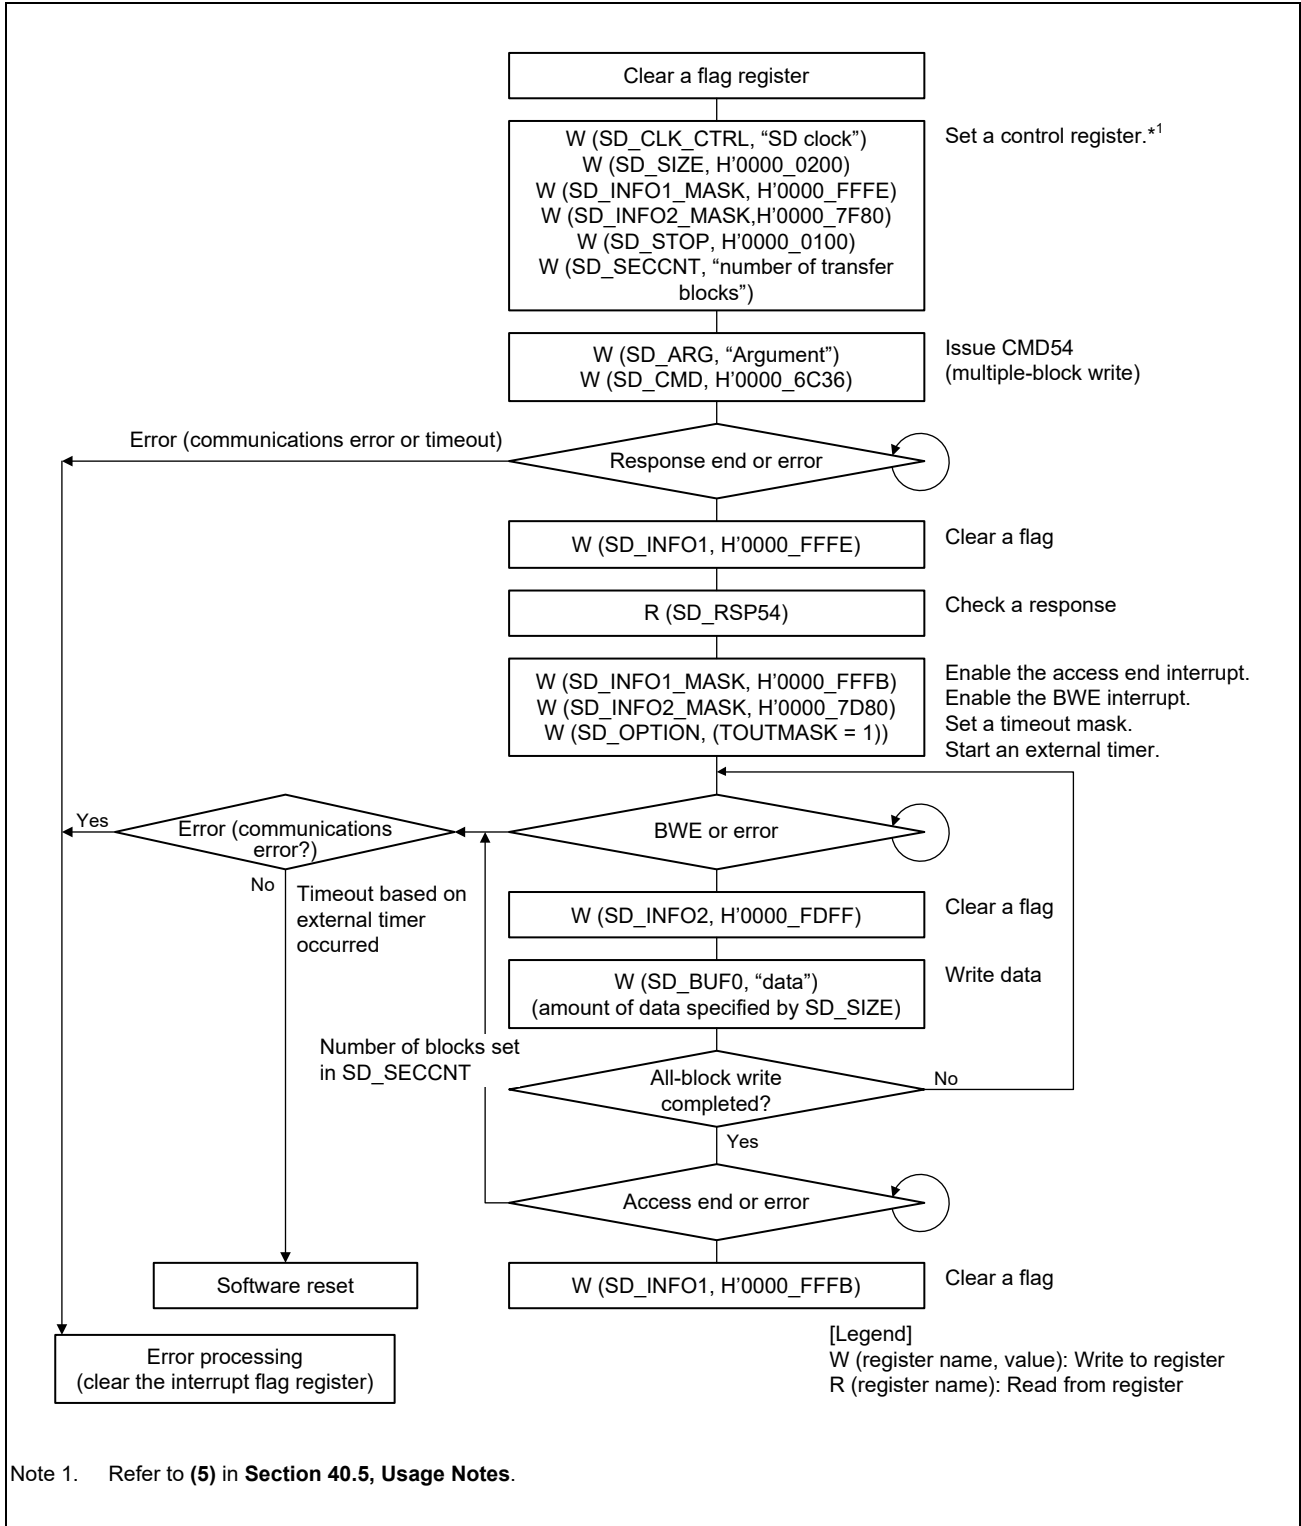 Clear a flag register
W (SD_CLK_CTRL, “SD clock”)
W (SD_SIZE, H’0000_0200)
W (SD_INFO1_MASK, H’0000_FFFE)
W (SD_INFO2_MASK,H’0000_7F80)
W (SD_STOP, H’0000_0100)
W (SD_SECCNT, “number of transfer
blocks”)
Set a control register.*1
W (SD_ARG, “Argument”)
W (SD_CMD, H’0000_6C36)
Issue CMD54
(multiple-block write)
Error (communications error or timeout)
Response end or error
W (SD_INFO1, H’0000_FFFE)
Clear a flag
R (SD_RSP54)
Check a response
W (SD_INFO1_MASK, H’0000_FFFB)
W (SD_INFO2_MASK, H’0000_7D80)
W (SD_OPTION, (TOUTMASK = 1))
Enable the access end interrupt.
Enable the BWE interrupt.
Set a timeout mask.
Start an external timer.
Yes
Error (communications
error?)
BWE or error
No
Timeout based on
external timer
occurred
W (SD_INFO2, H’0000_FDFF)
Clear a flag
W (SD_BUF0, “data”)
(amount of data specified by SD_SIZE)
Write data
Number of blocks set
in SD_SECCNT
All-block write
completed?
No
Yes
Access end or error
Software reset
W (SD_INFO1, H’0000_FFFB)
Clear a flag
Error processing
(clear the interrupt flag register)
[Legend]
W (register name, value): Write to register
R (register name): Read from register
Note 1. Refer to (5) in Section 40.5, Usage Notes.